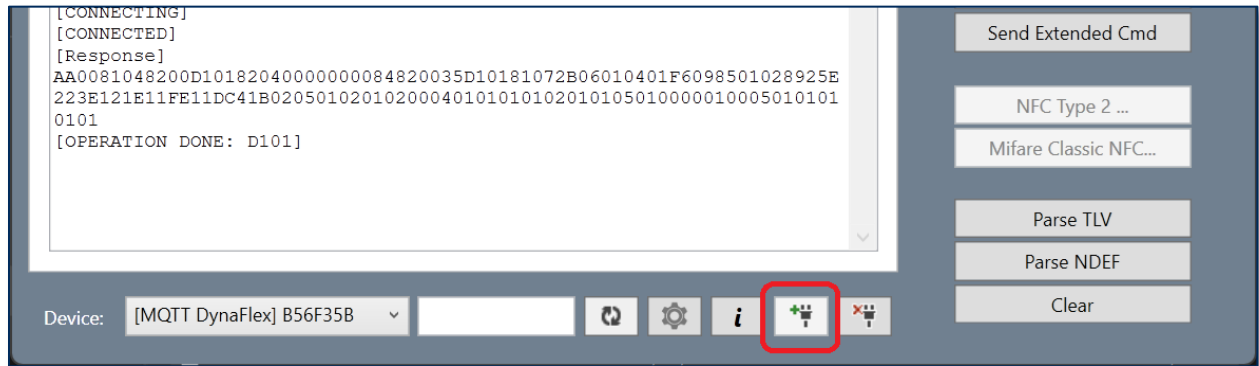 [CONNECTING]
[CONNECTED]
[Response]
AA0081048200D10182040000000084820035D10181072B06010401F6098501028925E
223E121E11FE11DC41B02050102010200040101010102010105010000010005010101
0101
[OPERATION DONE: D101]
Send Extended Cmd
NFC Type 2 ...
Mifare Classic NFC...
Parse TLV
Parse NDEF
Clear
Device: [MQTT DynaFlex] B56F35B i